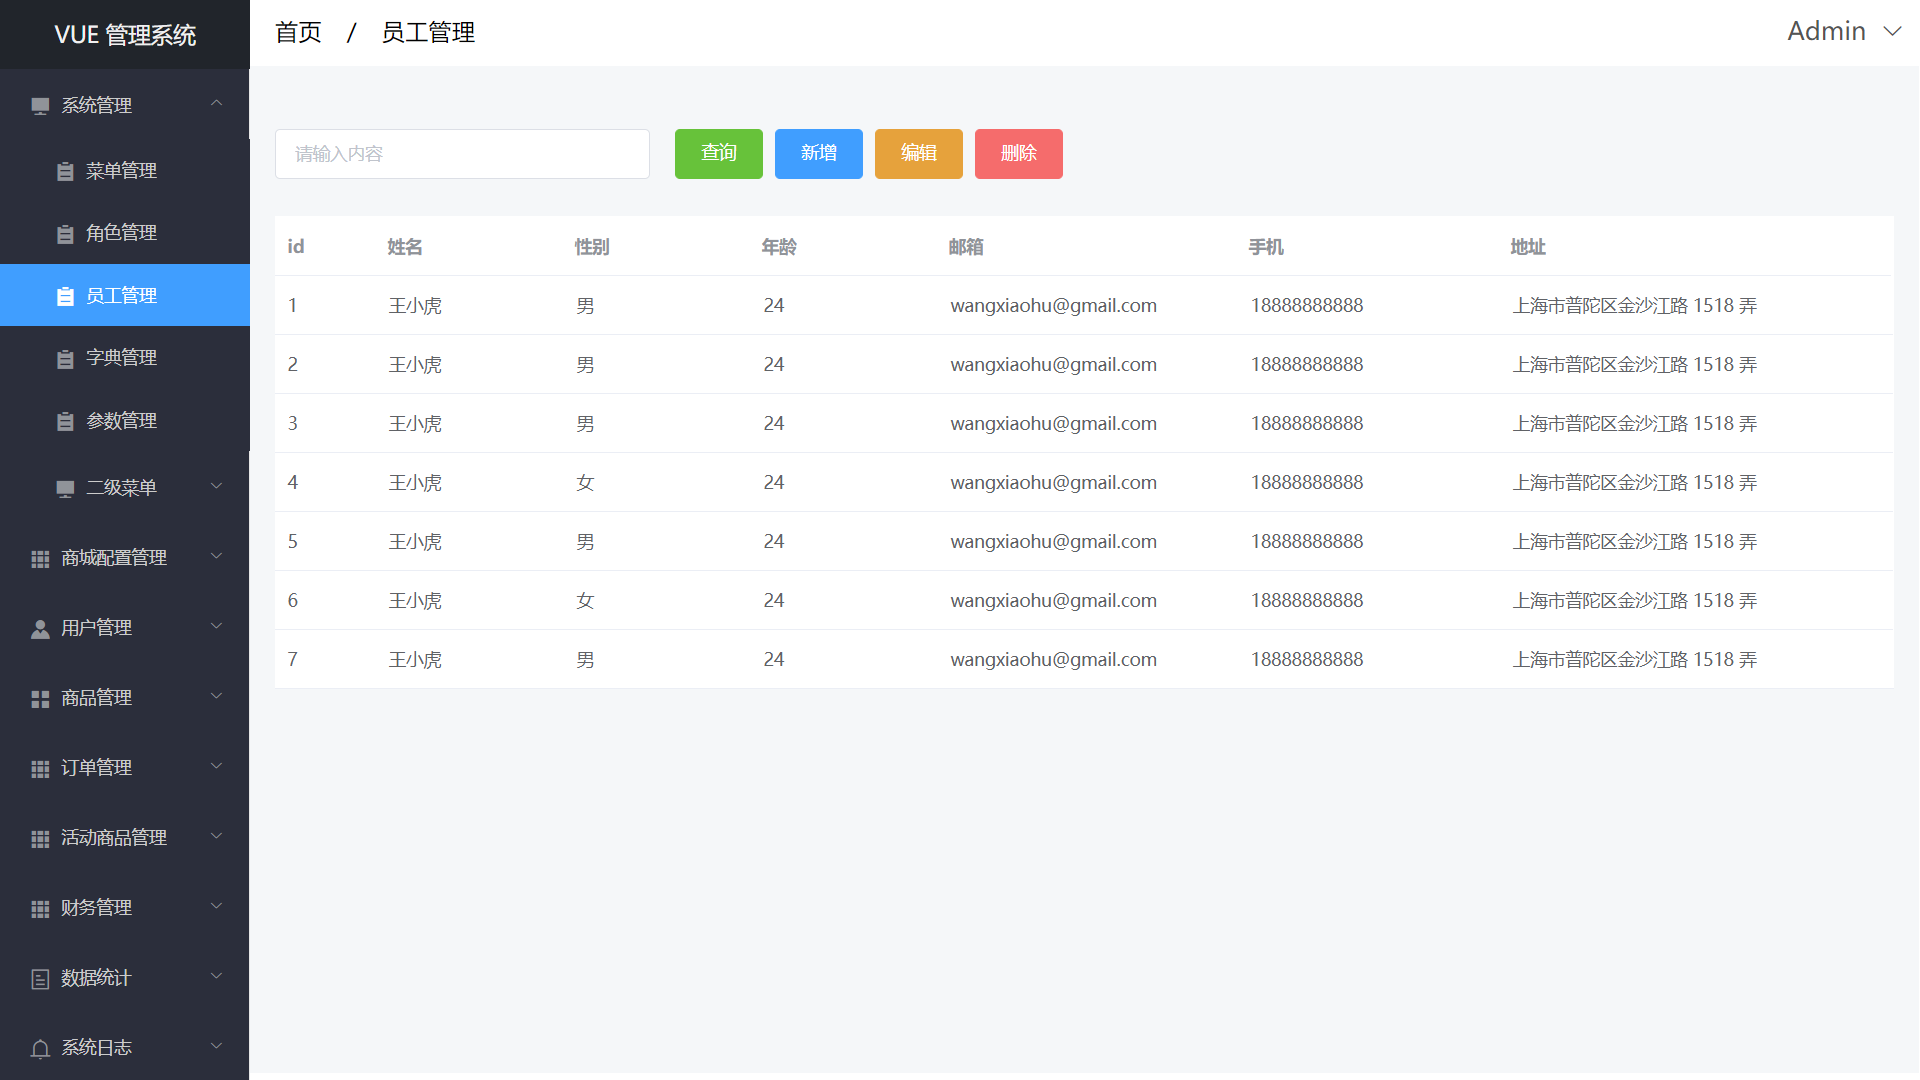 VUE 管理系统
系统管理
菜单管理
角色管理
员工管理
字典管理
参数管理
二级菜单
商城配置管理
用户管理
商品管理
订单管理
活动商品管理
财务管理
数据统计
系统日志
首页 / 员工管理
Admin
请输入内容 查询 新增 编辑 删除
id 姓名 性别 年龄 邮箱 手机 地址
1 王小虎 男 24 wangxiaohu@gmail.com 18888888888 上海市普陀区金沙江路 1518 弄
2 王小虎 男 24 wangxiaohu@gmail.com 18888888888 上海市普陀区金沙江路 1518 弄
3 王小虎 男 24 wangxiaohu@gmail.com 18888888888 上海市普陀区金沙江路 1518 弄
4 王小虎 女 24 wangxiaohu@gmail.com 18888888888 上海市普陀区金沙江路 1518 弄
5 王小虎 男 24 wangxiaohu@gmail.com 18888888888 上海市普陀区金沙江路 1518 弄
6 王小虎 女 24 wangxiaohu@gmail.com 18888888888 上海市普陀区金沙江路 1518 弄
7 王小虎 男 24 wangxiaohu@gmail.com 18888888888 上海市普陀区金沙江路 1518 弄